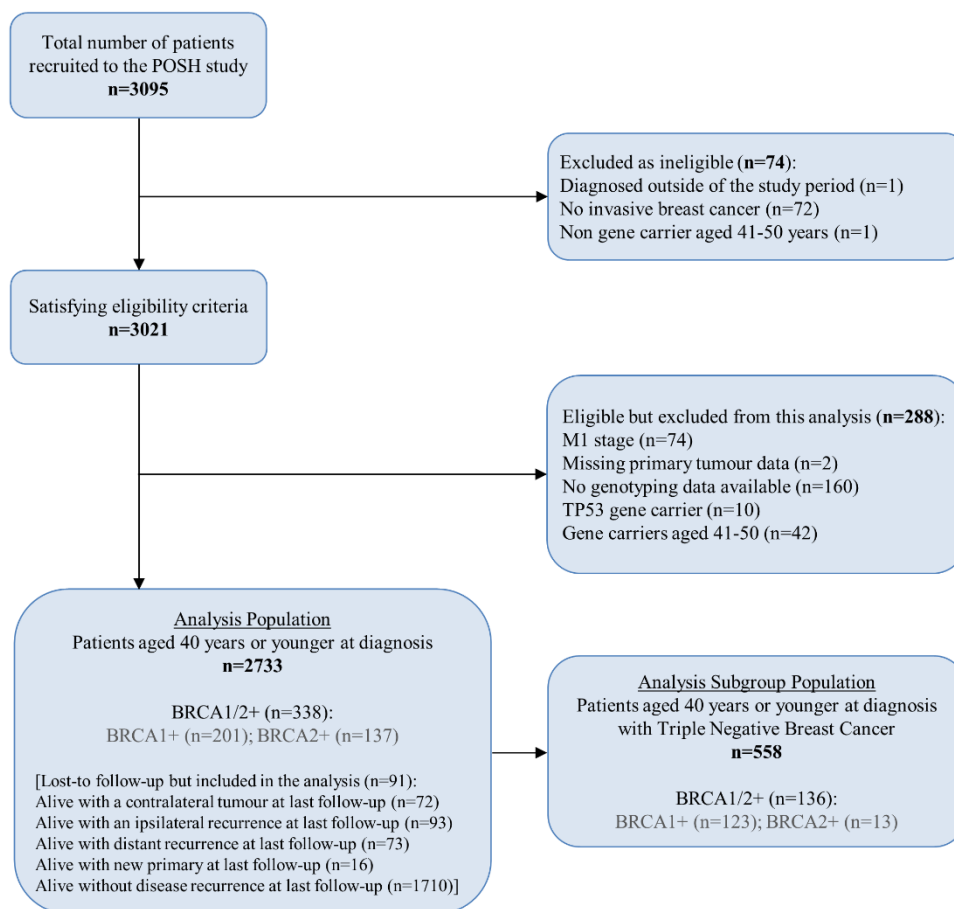 Total number of patients
recruited to the POSH study
n=3095
Excluded as ineligible (n=74):
Diagnosed outside of the study period (n=1)
No invasive breast cancer (n=72)
Non gene carrier aged 41-50 years (n=1)
Satisfying eligibility criteria
n=3021
Eligible but excluded from this analysis (n=288):
M1 stage (n=74)
Missing primary tumour data (n=2)
No genotyping data available (n=160)
TP53 gene carrier (n=10)
Gene carriers aged 41-50 (n=42)
Analysis Population
Patients aged 40 years or younger at diagnosis
n=2733
BRCA1/2+ (n=338):
BRCA1+ (n=201); BRCA2+ (n=137)
[Lost-to follow-up but included in the analysis (n=91):
Alive with a contralateral tumour at last follow-up (n=72)
Alive with an ipsilateral recurrence at last follow-up (n=93)
Alive with distant recurrence at last follow-up (n=73)
Alive with new primary at last follow-up (n=16)
Alive without disease recurrence at last follow-up (n=1710)]
Analysis Subgroup Population
Patients aged 40 years or younger at diagnosis
with Triple Negative Breast Cancer
n=558
BRCA1/2+ (n=136):
BRCA1+ (n=123); BRCA2+ (n=13)